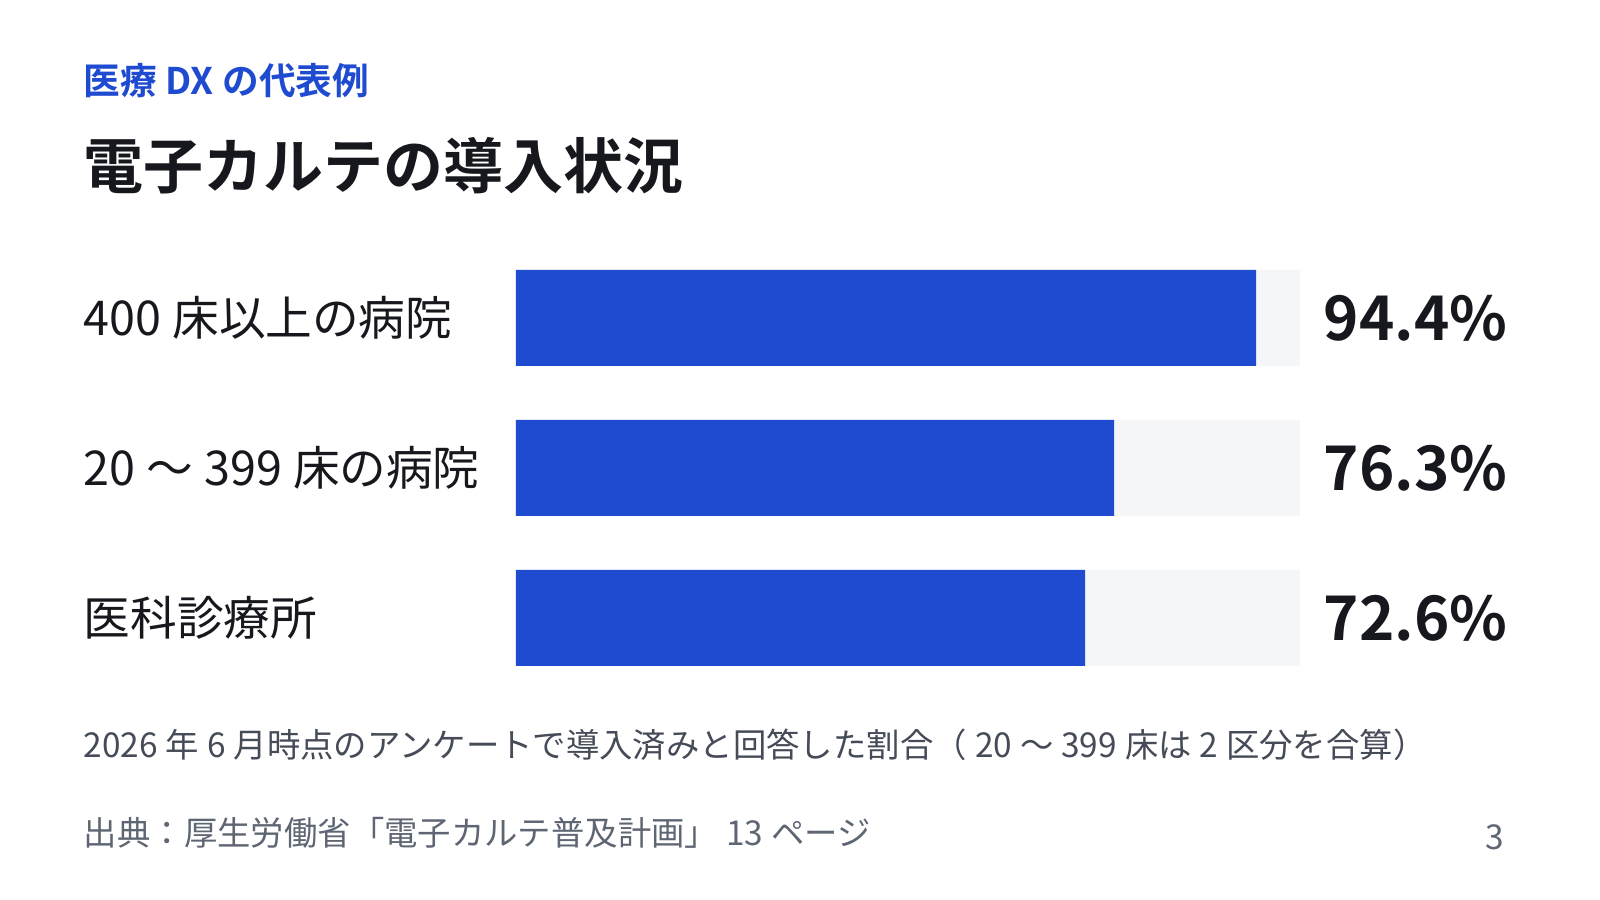 医療 DX の代表例
電子カルテの導入状況
400 床以上の病院
94.4%
20 〜 399 床の病院
76.3%
医科診療所
72.6%
2026 年 6 月時点のアンケートで導入済みと回答した割合（ 20 〜 399 床は 2 区分を合算）
出典：厚生労働省「電子カルテ普及計画」 13 ページ
3